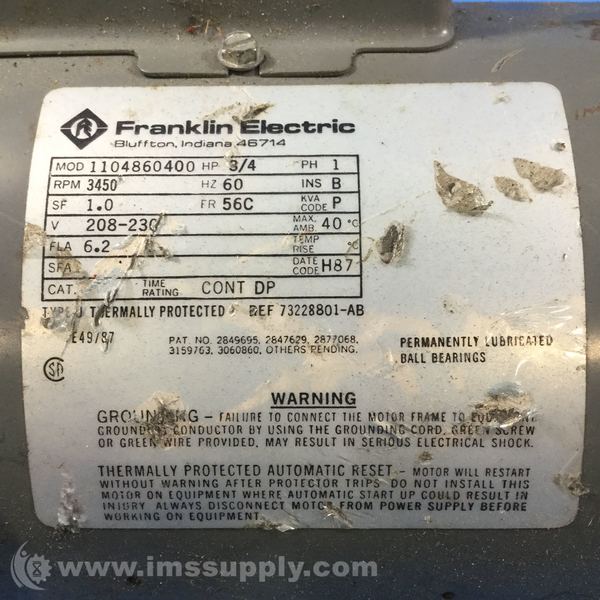 Franklin Electric
Bluffton, Indiana 46714
MOD 1104860400 HP 3/4 PH 1
RPM 3450 HZ 60 INS B
SF 1.0 FR 56C KVA CODE P
V 208-230 MAX. AMB. 40 °C
FLA 6.2 TEMP RISE °C
SFA DATE CODE H87
CAT. TIME RATING CONT DP
TYPE J THERMALLY PROTECTED REF 73228801-AB
E49/87
PAT. NO. 2849695, 2847629, 2877068,
3159763, 3060860, OTHERS PENDING.
PERMANENTLY LUBRICATED
BALL BEARINGS
WARNING
GROUNDING - FAILURE TO CONNECT THE MOTOR FRAME TO EQUIPMENT
GROUNDING CONDUCTOR BY USING THE GROUNDING CORD, GREEN SCREW
OR GREEN WIRE PROVIDED, MAY RESULT IN SERIOUS ELECTRICAL SHOCK.
THERMALLY PROTECTED AUTOMATIC RESET - MOTOR WILL RESTART
WITHOUT WARNING AFTER PROTECTOR TRIPS. DO NOT INSTALL THIS
MOTOR ON EQUIPMENT WHERE AUTOMATIC START UP COULD RESULT IN
INJURY. ALWAYS DISCONNECT MOTOR FROM POWER SUPPLY BEFORE
WORKING ON EQUIPMENT.
www.imssupply.com